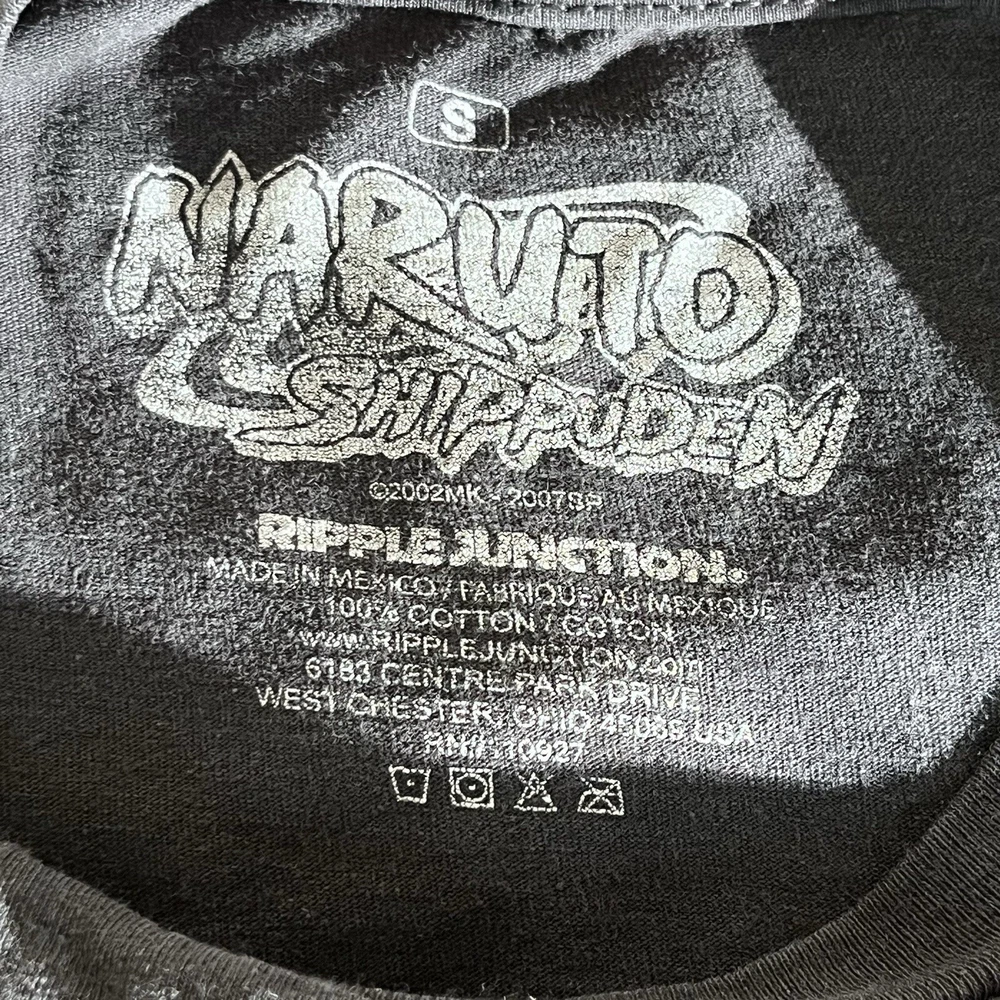 S
NARUTO
SHIPPUDEN
©2002MK - 2007SP
RIPPLE JUNCTION.
MADE IN MEXICO / FABRIQUE AU MEXIQUE
100% COTTON / COTON
www.RIPPLEJUNCTION.com
6183 CENTRE PARK DRIVE
WEST CHESTER, OHIO 45069 USA
RN#